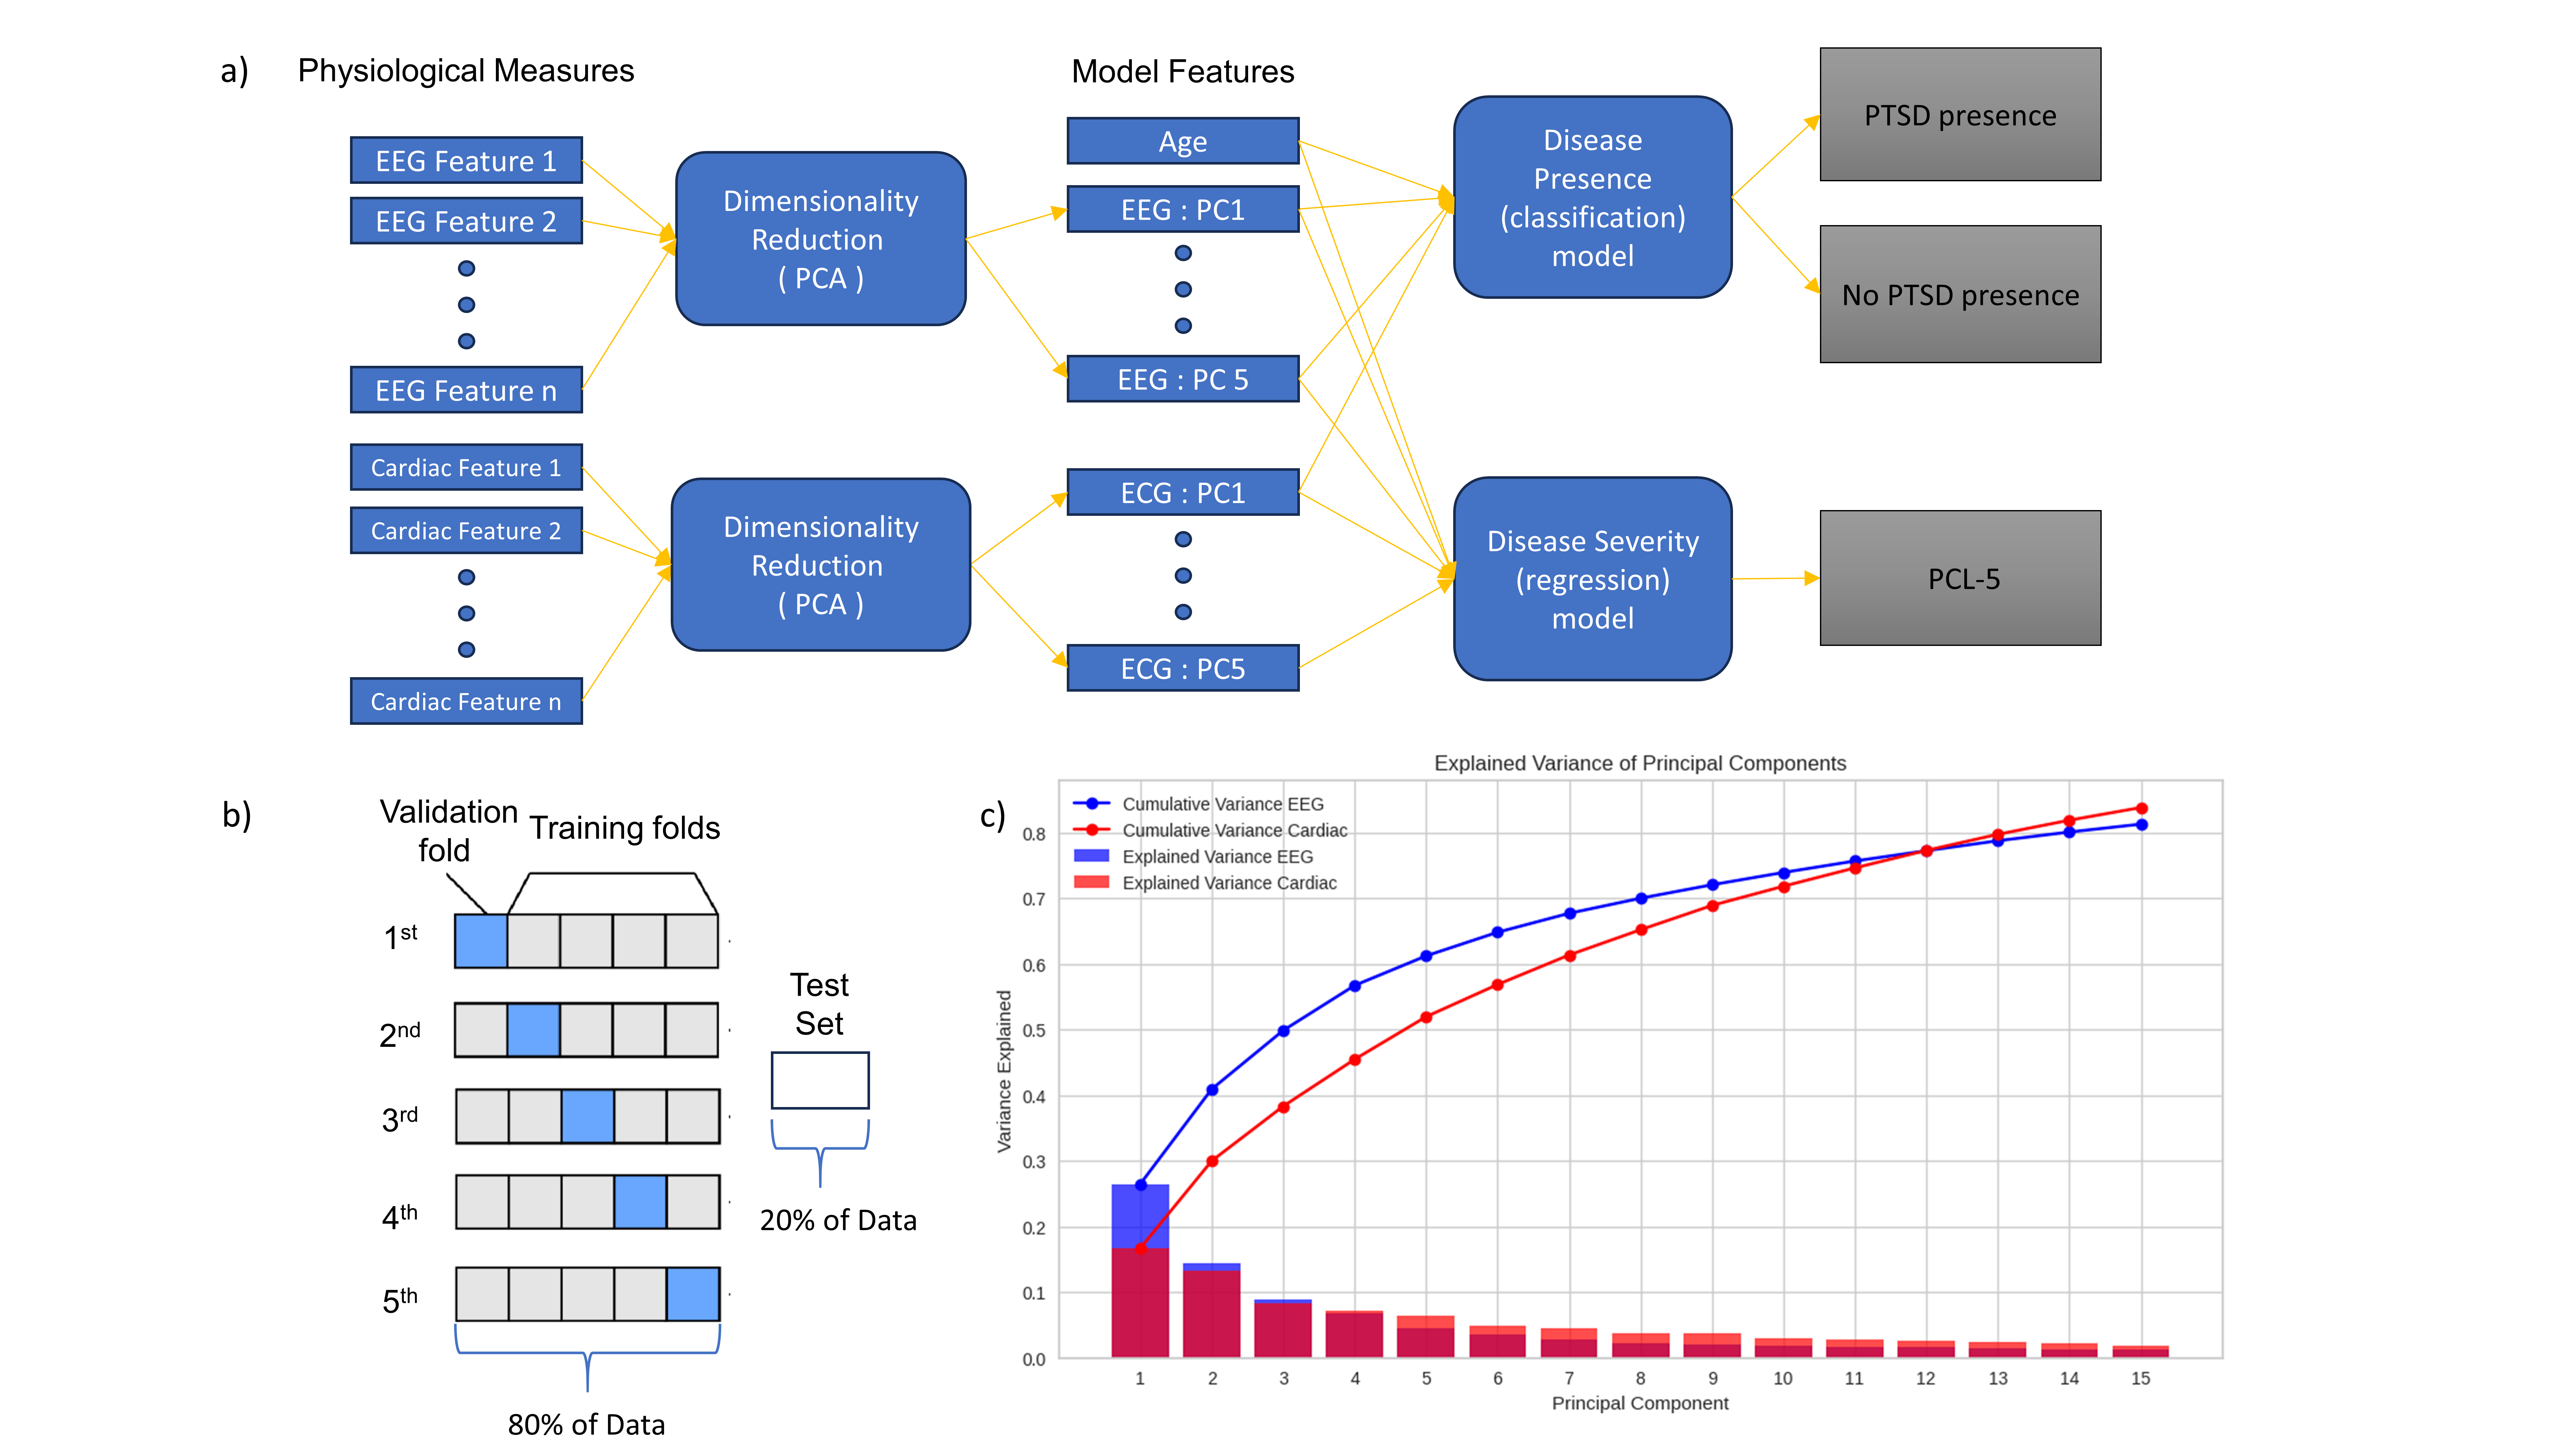 a)
Physiological Measures
Model Features
EEG Feature 1
EEG Feature 2
EEG Feature n
Cardiac Feature 1
Cardiac Feature 2
Cardiac Feature n
Dimensionality
Reduction
( PCA )
Dimensionality
Reduction
( PCA )
Age
EEG : PC1
EEG : PC 5
ECG : PC1
ECG : PC5
Disease
Presence
(classification)
model
Disease Severity
(regression)
model
PTSD presence
No PTSD presence
PCL-5
b)
Validation
fold
Training folds
1st
2nd
3rd
4th
5th
80% of Data
Test
Set
20% of Data
c)
Explained Variance of Principal Components
Cumulative Variance EEG
Cumulative Variance Cardiac
Explained Variance EEG
Explained Variance Cardiac
Variance Explained
0.8
0.7
0.6
0.5
0.4
0.3
0.2
0.1
0.0
1 2 3 4 5 6 7 8 9 10 11 12 13 14 15
Principal Component